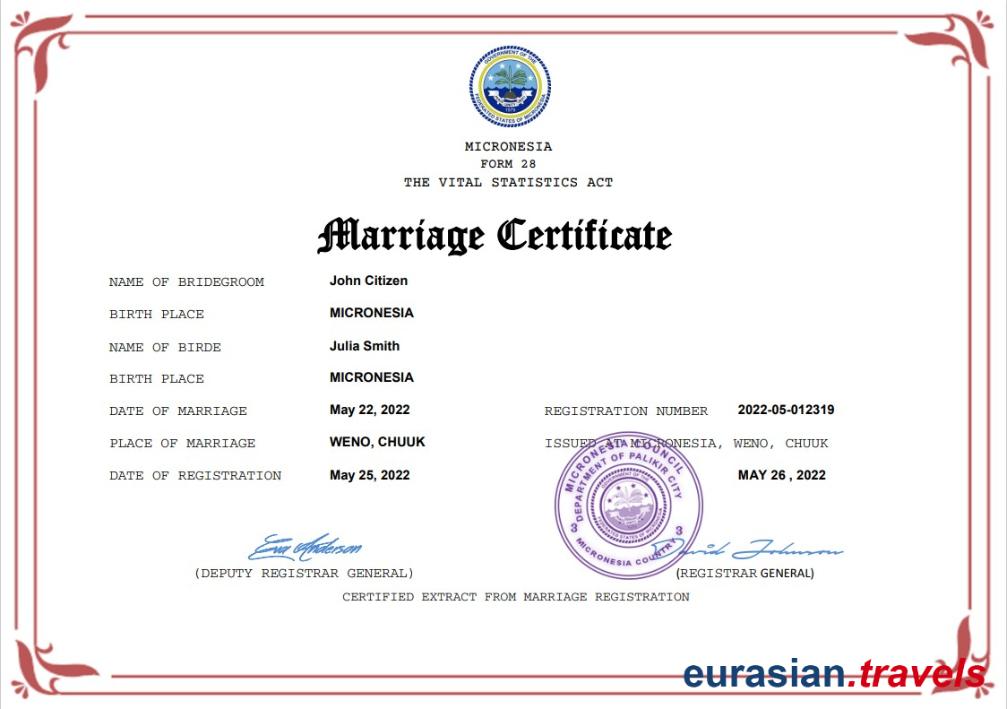 GOVERNMENT OF THE
FEDERATED STATES OF MICRONESIA
1979
MICRONESIA
FORM 28
THE VITAL STATISTICS ACT
Marriage Certificate
NAME OF BRIDEGROOM John Citizen
BIRTH PLACE MICRONESIA
NAME OF BIRDE Julia Smith
BIRTH PLACE MICRONESIA
DATE OF MARRIAGE May 22, 2022 REGISTRATION NUMBER 2022-05-012319
PLACE OF MARRIAGE WENO, CHUUK ISSUED AT MICRONESIA, WENO, CHUUK
DATE OF REGISTRATION May 25, 2022 MAY 26 , 2022
MICRONESIA COUNCIL
DEPARTMENT OF PALIKIR CITY
GOVERNMENT OF THE
3 3
MICRONESIA COUNTRY
Eva Anderson David Johnson
(DEPUTY REGISTRAR GENERAL) (REGISTRAR GENERAL)
CERTIFIED EXTRACT FROM MARRIAGE REGISTRATION
eurasian.travels